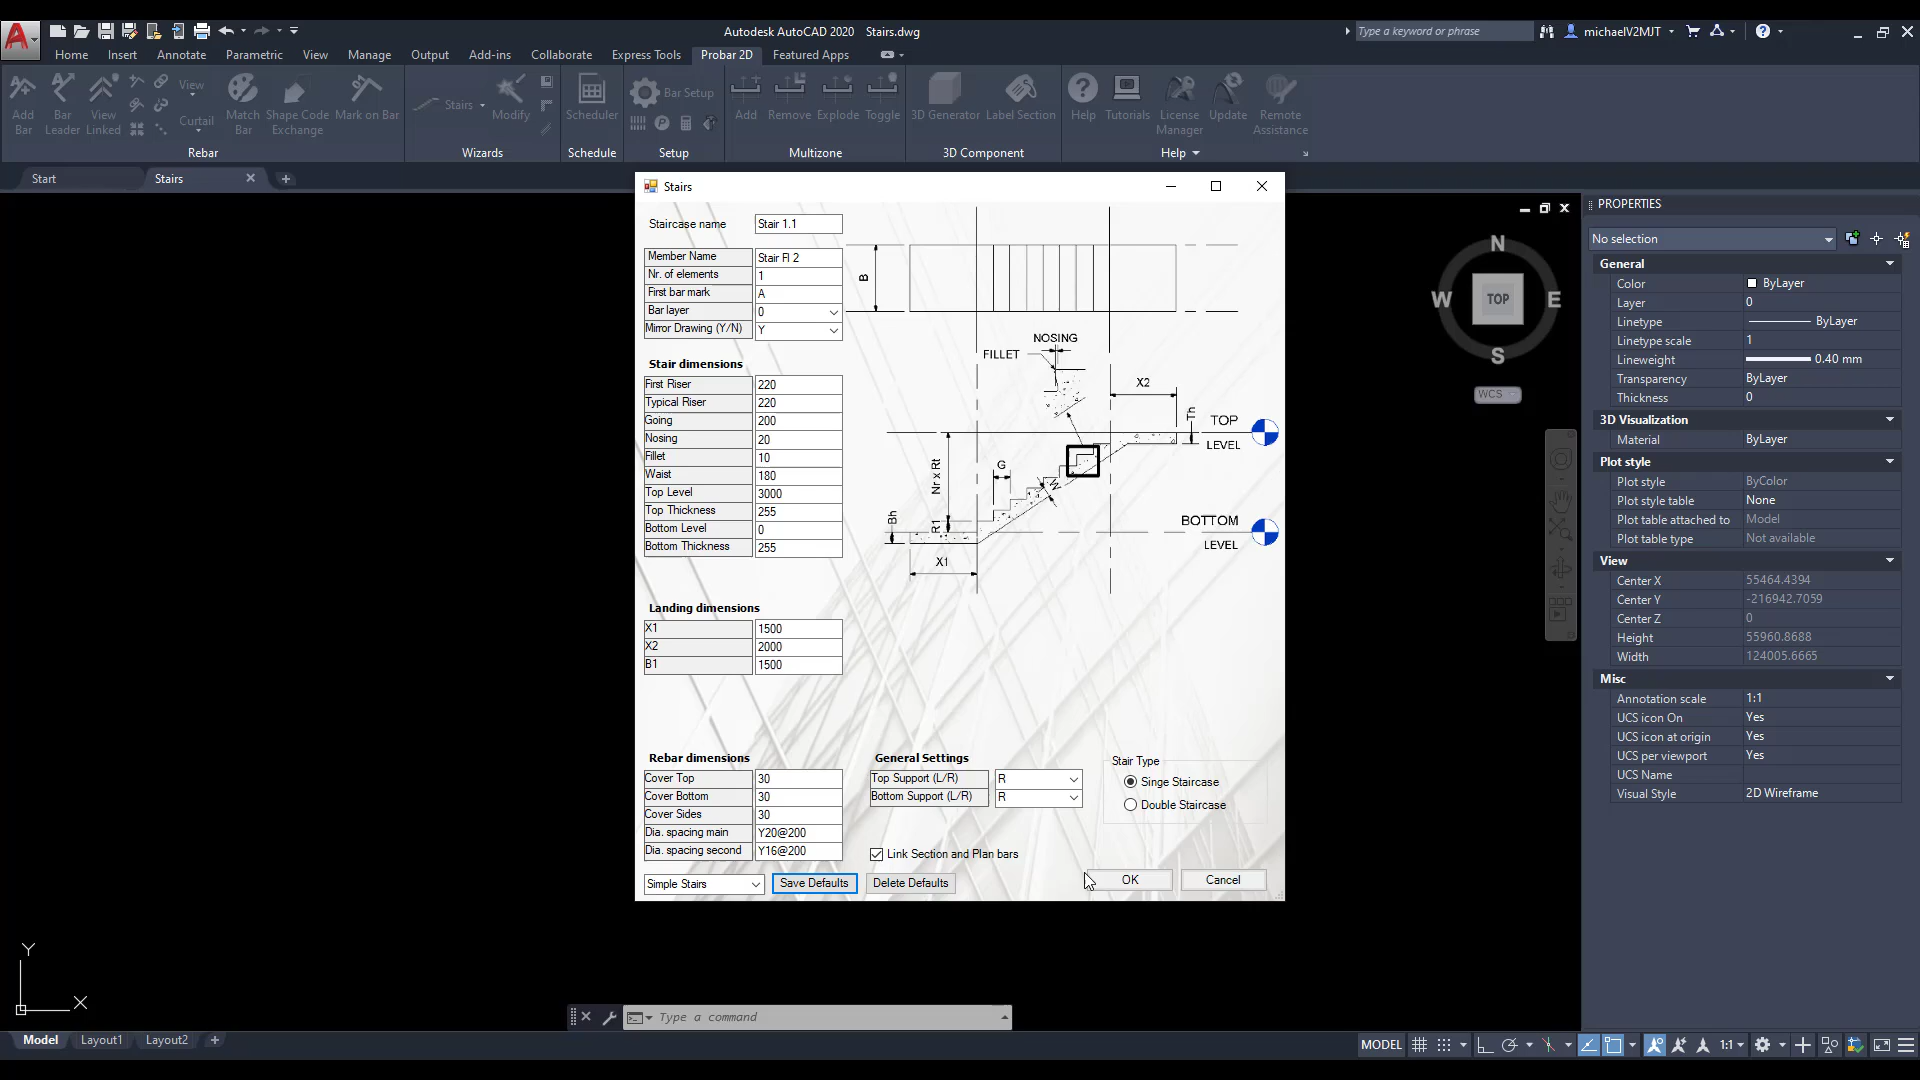 Autodesk AutoCAD 2020 Stairs.dwg
Type a keyword or phrase
michaelV2MJT
Home Insert Annotate Parametric View Manage Output Add-ins Collaborate Express Tools Probar 2D Featured Apps
Add Bar
Bar Leader
View Linked
View
Curtain
Match Bar
Shape Code Exchange
Mark on Bar
Stairs
Modify
Scheduler
Bar Setup
Add Remove Explode Toggle
3D Generator Label Section
Help Tutorials License Manager Update Remote Assistance
Rebar Wizards Schedule Setup Multizone 3D Component Help
Start Stairs
Stairs
Staircase name Stair 1.1
Member Name Stair Fl 2
Nr. of elements 1
First bar mark A
Bar layer 0
Mirror Drawing (Y/N) Y
Stair dimensions
First Riser 220
Typical Riser 220
Going 200
Nosing 20
Fillet 10
Waist 180
Top Level 3000
Top Thickness 255
Bottom Level 0
Bottom Thickness 255
Landing dimensions
X1 1500
X2 2000
B1 1500
Rebar dimensions
Cover Top 30
Cover Bottom 30
Cover Sides 30
Dia. spacing main Y20@200
Dia. spacing second Y16@200
Simple Stairs Save Defaults Delete Defaults
B
NOSING
FILLET
X2
Th
TOP
LEVEL
Nr x Rt
G
W
Bh
R1
BOTTOM
LEVEL
X1
General Settings
Top Support (L/R) R
Bottom Support (L/R) R
Stair Type
Singe Staircase
Double Staircase
Link Section and Plan bars
OK Cancel
N
W TOP E
S
WCS
PROPERTIES
No selection
General
Color ByLayer
Layer 0
Linetype ByLayer
Linetype scale 1
Lineweight 0.40 mm
Transparency ByLayer
Thickness 0
3D Visualization
Material ByLayer
Plot style
Plot style ByColor
Plot style table None
Plot table attached to Model
Plot table type Not available
View
Center X 55464.4394
Center Y -216942.7059
Center Z 0
Height 55960.8688
Width 124005.6665
Misc
Annotation scale 1:1
UCS icon On Yes
UCS icon at origin Yes
UCS per viewport Yes
UCS Name
Visual Style 2D Wireframe
Y
X
Type a command
Model Layout1 Layout2
MODEL 1:1